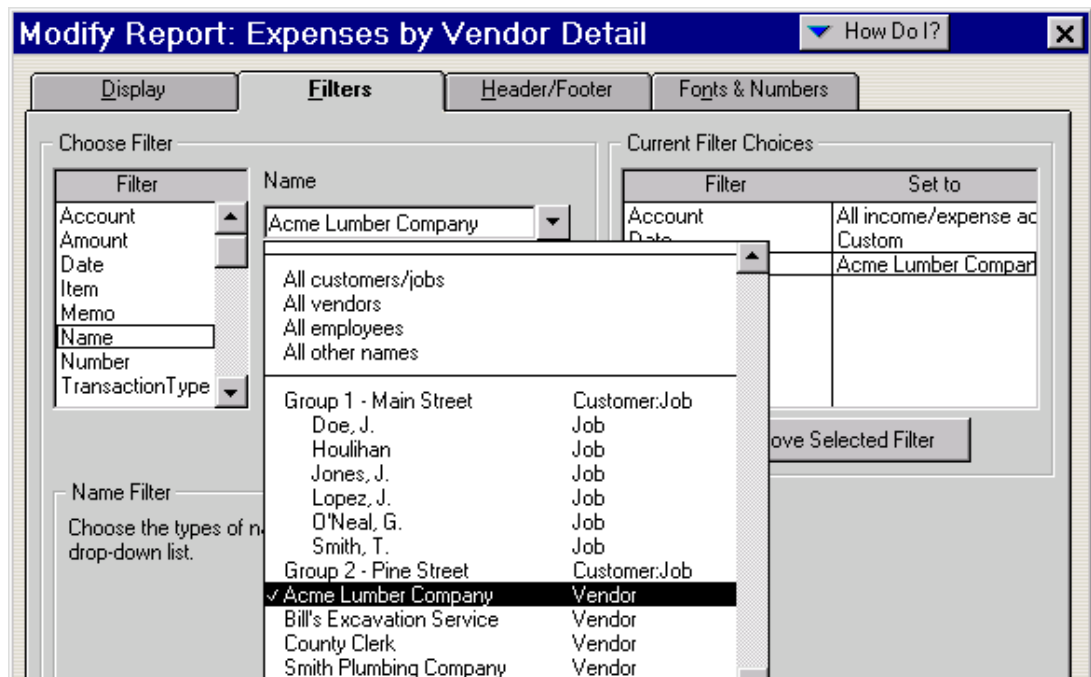 Modify Report: Expenses by Vendor Detail
How Do I?
Display
Filters
Header/Footer
Fonts & Numbers
Choose Filter
Filter
Account
Amount
Date
Item
Memo
Name
Number
TransactionType
Name
Acme Lumber Company
All customers/jobs
All vendors
All employees
All other names
Group 1 - Main Street Customer:Job
Doe, J. Job
Houlihan Job
Jones, J. Job
Lopez, J. Job
O'Neal, G. Job
Smith, T. Job
Group 2 - Pine Street Customer:Job
✓ Acme Lumber Company Vendor
Bill's Excavation Service Vendor
County Clerk Vendor
Smith Plumbing Company Vendor
Current Filter Choices
Filter Set to
Account All income/expense ac
Date Custom
Acme Lumber Compan
ove Selected Filter
Name Filter
Choose the types of na
drop-down list.